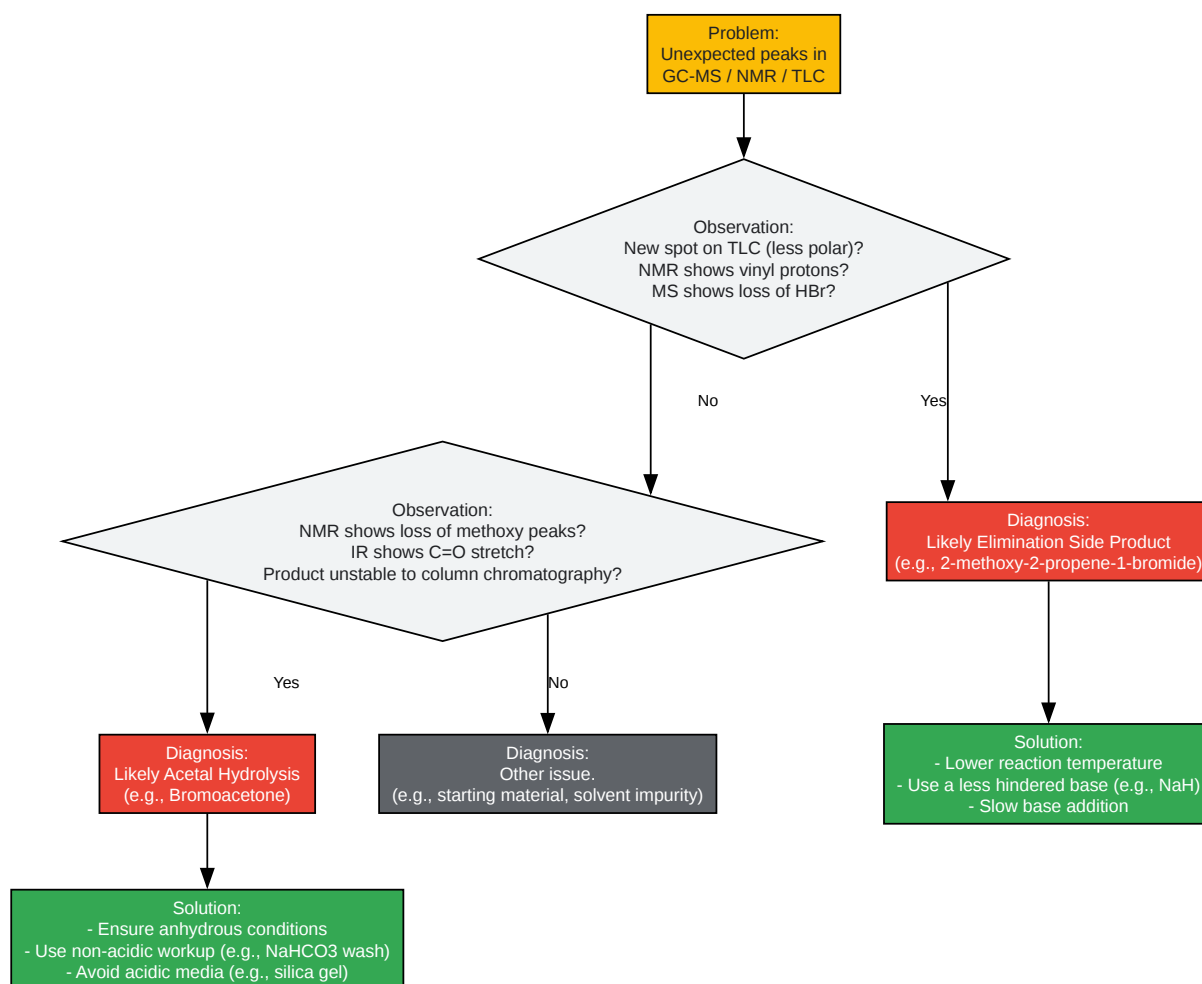 Problem:
Unexpected peaks in
GC-MS / NMR / TLC
Observation:
New spot on TLC (less polar)?
NMR shows vinyl protons?
MS shows loss of HBr?
No
Yes
Observation:
NMR shows loss of methoxy peaks?
IR shows C=O stretch?
Product unstable to column chromatography?
Diagnosis:
Likely Elimination Side Product
(e.g., 2-methoxy-2-propene-1-bromide)
Yes
No
Diagnosis:
Likely Acetal Hydrolysis
(e.g., Bromoacetone)
Diagnosis:
Other issue.
(e.g., starting material, solvent impurity)
Solution:
- Lower reaction temperature
- Use a less hindered base (e.g., NaH)
- Slow base addition
Solution:
- Ensure anhydrous conditions
- Use non-acidic workup (e.g., NaHCO3 wash)
- Avoid acidic media (e.g., silica gel)